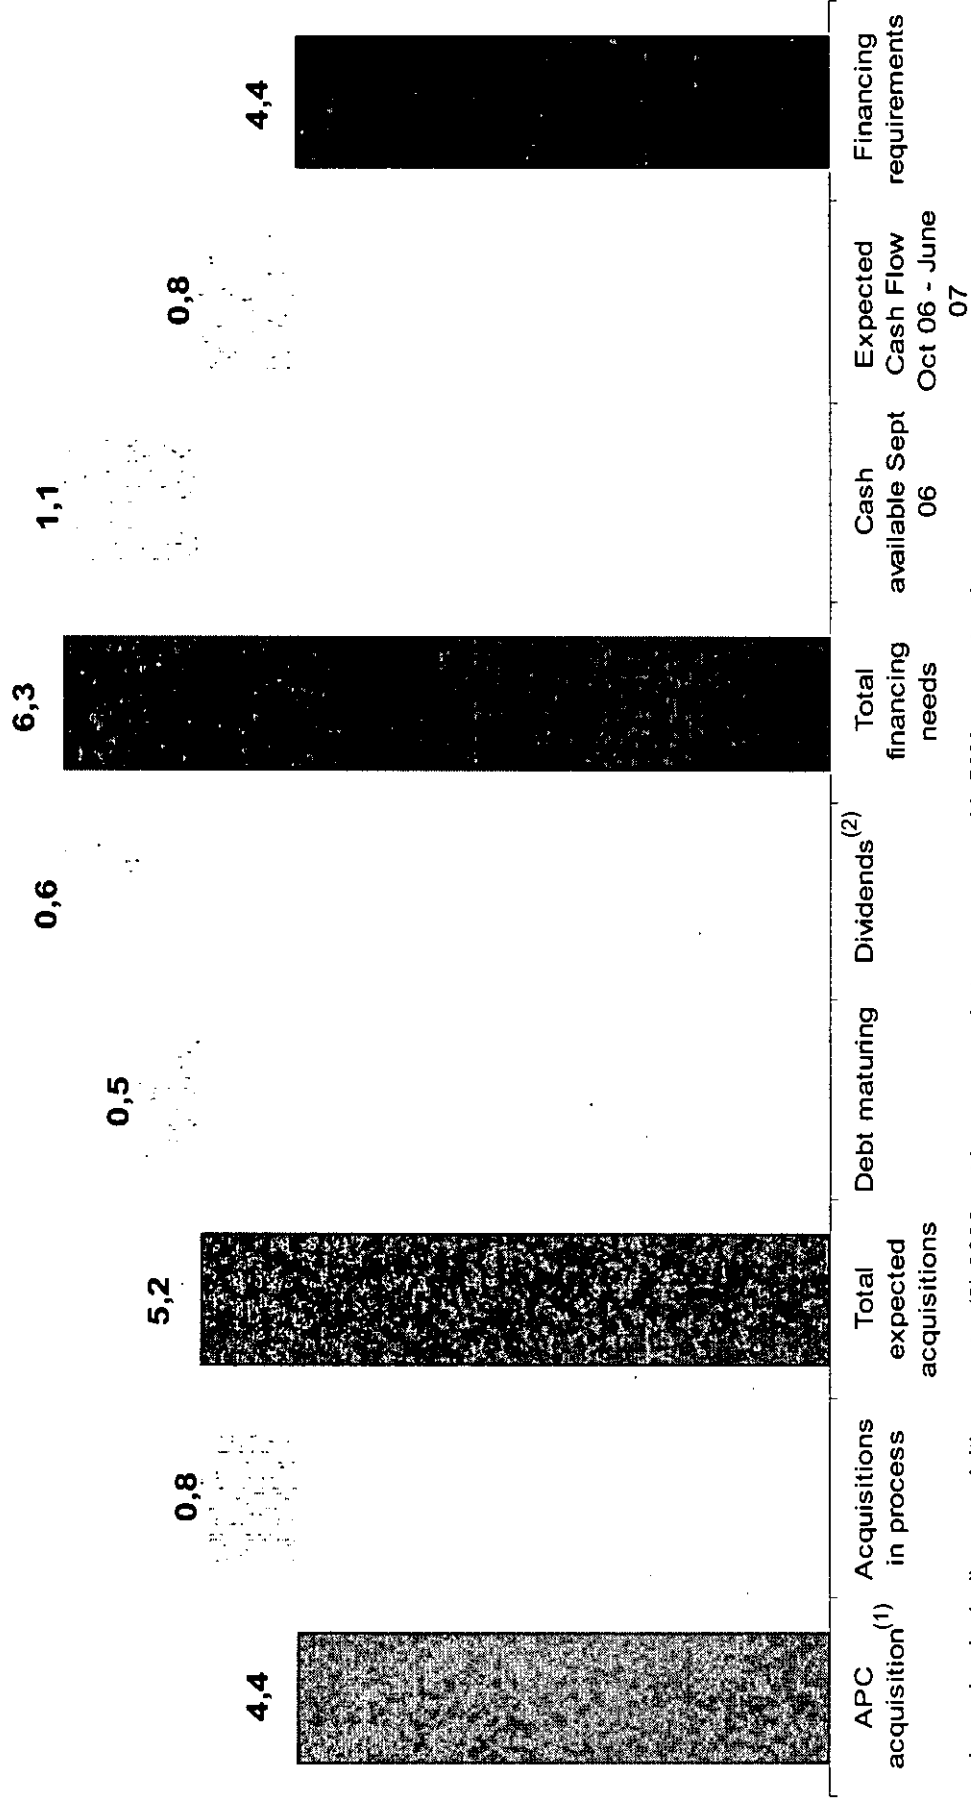 4,4
0,8
5,2
0,5
0,6
6,3
1,1
0,8
4,4
APC
acquisition(1)
Acquisitions
in process
Total
expected
acquisitions
Debt maturing
Dividends(2)
Total
financing
needs
Cash
available Sept
06
Expected
Cash Flow
Oct 06 - June
07
Financing
requirements